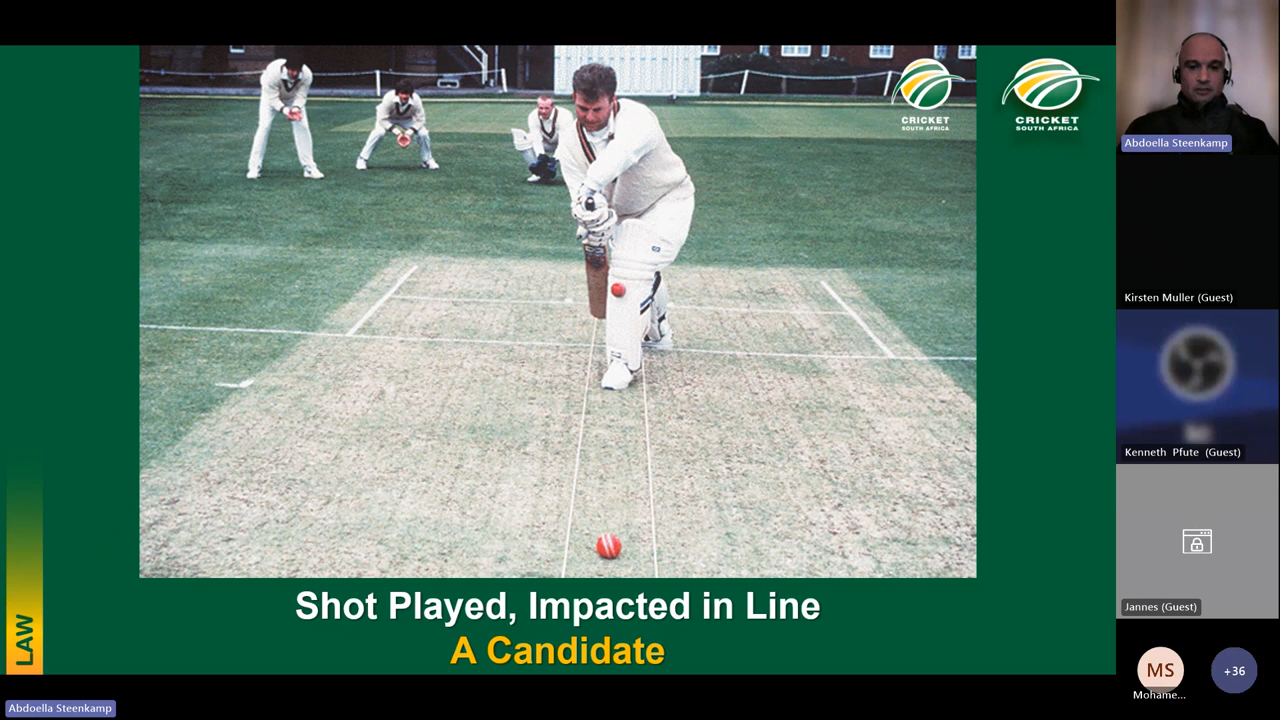 CRICKET
SOUTH AFRICA
CRICKET
SOUTH AFRICA
Shot Played, Impacted in Line
A Candidate
LAW
Abdoella Steenkamp
Abdoella Steenkamp
Kirsten Muller (Guest)
Kenneth Pfute (Guest)
Jannes (Guest)
MS
Mohame...
+36